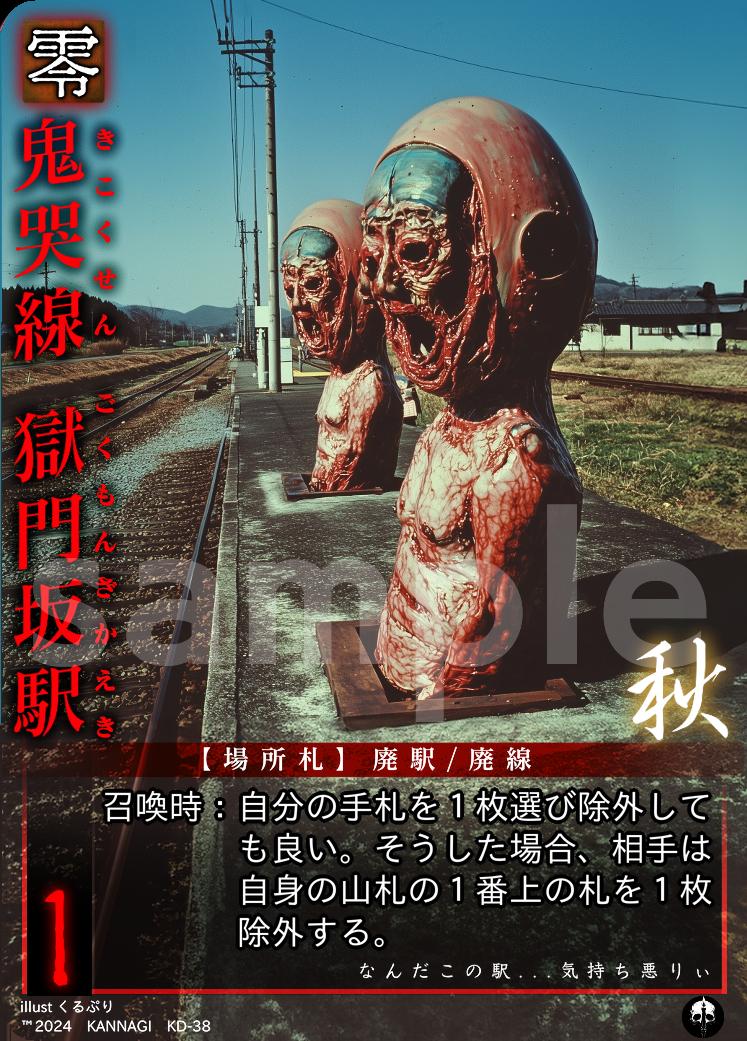 零
鬼哭線 獄門坂駅
きこくせん ごくもんざかえき
sample
秋
【場所札】廃駅/廃線
召喚時：自分の手札を１枚選び除外して
も良い。そうした場合、相手は
自身の山札の１番上の札を１枚
除外する。
なんだこの駅...気持ち悪りぃ
1
illust くるぷり
™2024 KANNAGI KD-38